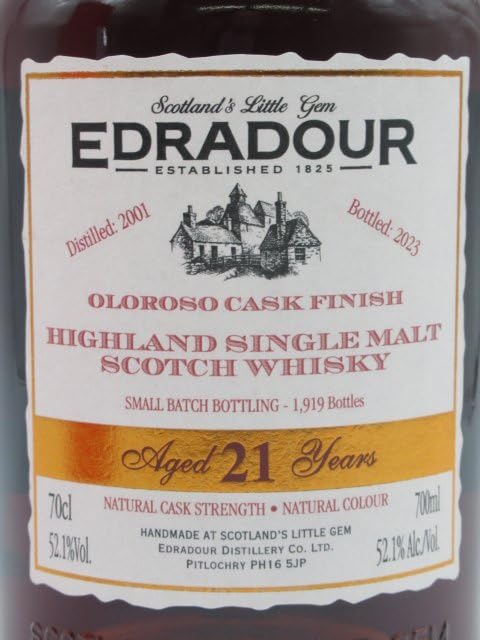 Scotland's Little Gem
EDRADOUR
ESTABLISHED 1825
Distilled: 2001
Bottled: 2023
OLOROSO CASK FINISH
HIGHLAND SINGLE MALT
SCOTCH WHISKY
SMALL BATCH BOTTLING - 1,919 Bottles
Aged 21 Years
NATURAL CASK STRENGTH • NATURAL COLOUR
70cl
700ml
52.1%Vol.
52.1% Alc./Vol.
HANDMADE AT SCOTLAND'S LITTLE GEM
EDRADOUR DISTILLERY CO. LTD.
PITLOCHRY PH16 5JP